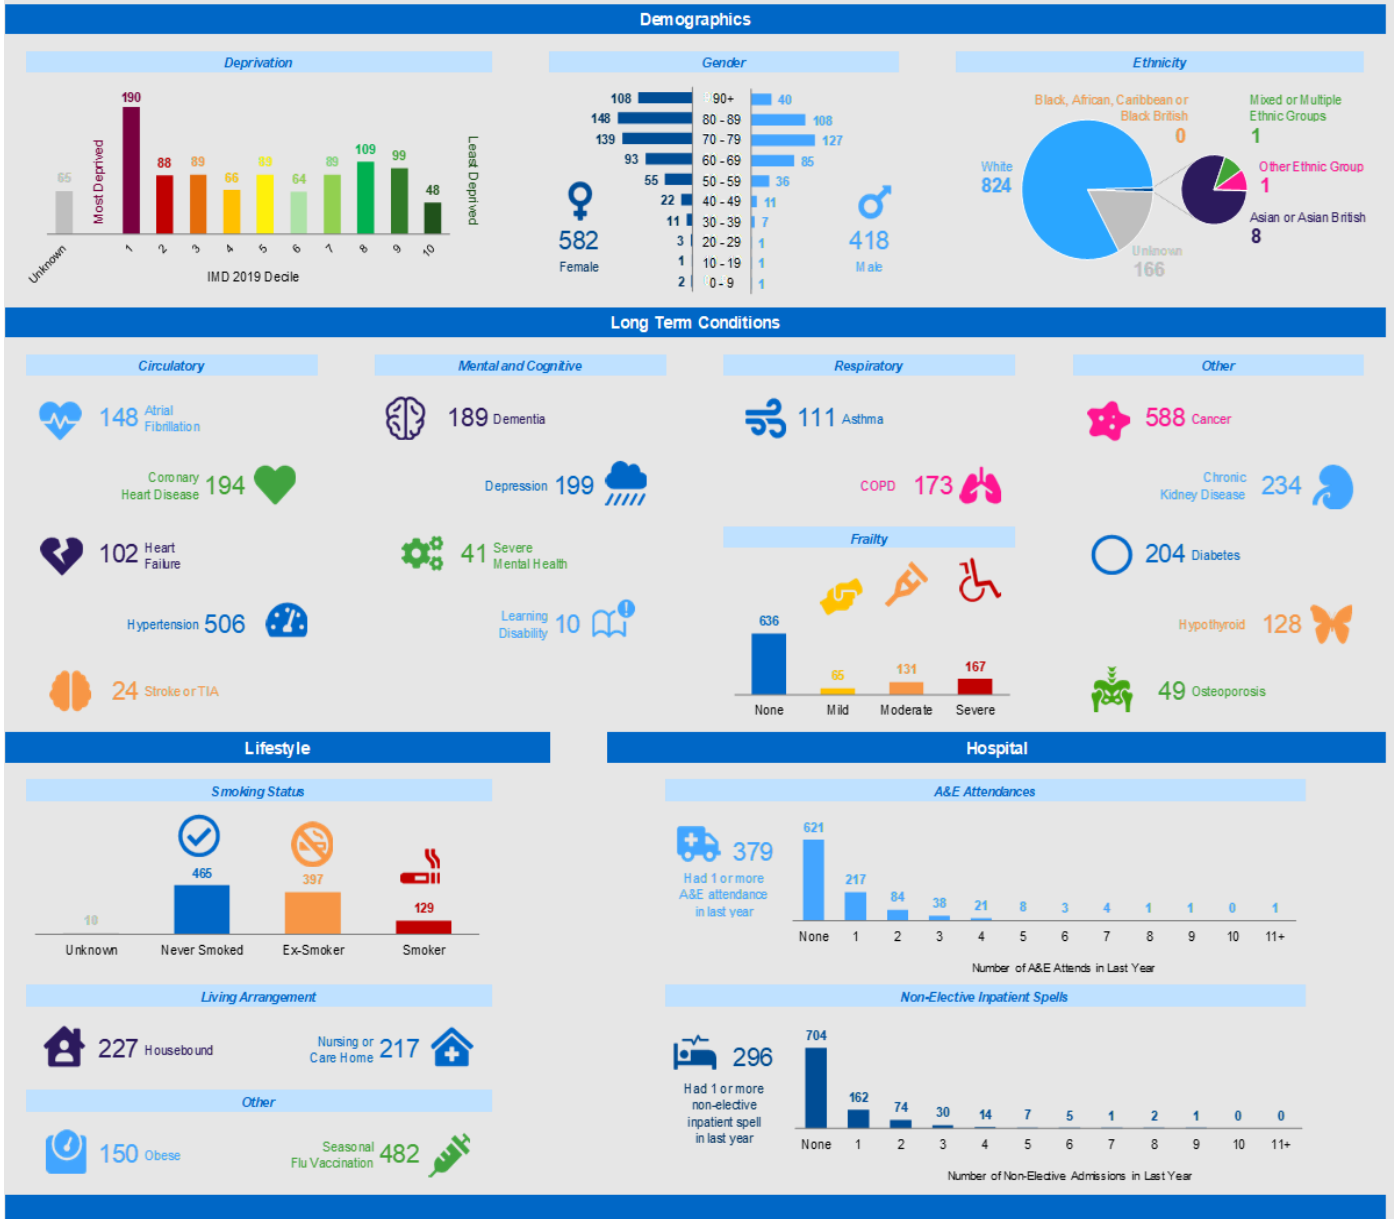 Demographics
Deprivation
190
88
89
66
93
64
89
109
99
48
65
Most Deprived
Least Deprived
Unknown
1
2
3
4
5
6
7
8
9
10
IMD 2019 Decile
Gender
108 90+ 40
148 80 - 89 108
139 70 - 79 127
93 60 - 69 85
55 50 - 59 36
22 40 - 49 11
11 30 - 39 7
3 20 - 29 1
1 10 - 19 1
2 0 - 9 1
582
Female
418
Male
Ethnicity
Black, African, Caribbean or
Black British
0
Mixed or Multiple
Ethnic Groups
1
White
824
Other Ethnic Group
1
Asian or Asian British
8
Unknown
166
Long Term Conditions
Circulatory
148 Atrial
Fibrillation
Coronary
Heart Disease 194
102 Heart
Failure
Hypertension 506
24 Stroke or TIA
Mental and Cognitive
189 Dementia
Depression 199
41 Severe
Mental Health
Learning
Disability 10
Respiratory
111 Asthma
COPD 173
Frailty
636
65
131
167
None
Mild
Moderate
Severe
Other
588 Cancer
Chronic
Kidney Disease 234
204 Diabetes
Hypothyroid 128
49 Osteoporosis
Lifestyle
Smoking Status
10
465
397
129
Unknown
Never Smoked
Ex-Smoker
Smoker
Living Arrangement
227 Housebound
Nursing or
Care Home 217
Other
150 Obese
Seasonal
Flu Vaccination 482
Hospital
A&E Attendances
379
Had 1 or more
A&E attendance
in last year
621
217
84
38
21
8
3
4
1
1
0
1
None 1 2 3 4 5 6 7 8 9 10 11+
Number of A&E Attends in Last Year
Non-Elective Inpatient Spells
296
Had 1 or more
non-elective
inpatient spell
in last year
704
162
74
30
14
7
5
1
2
1
0
0
None 1 2 3 4 5 6 7 8 9 10 11+
Number of Non-Elective Admissions in Last Year